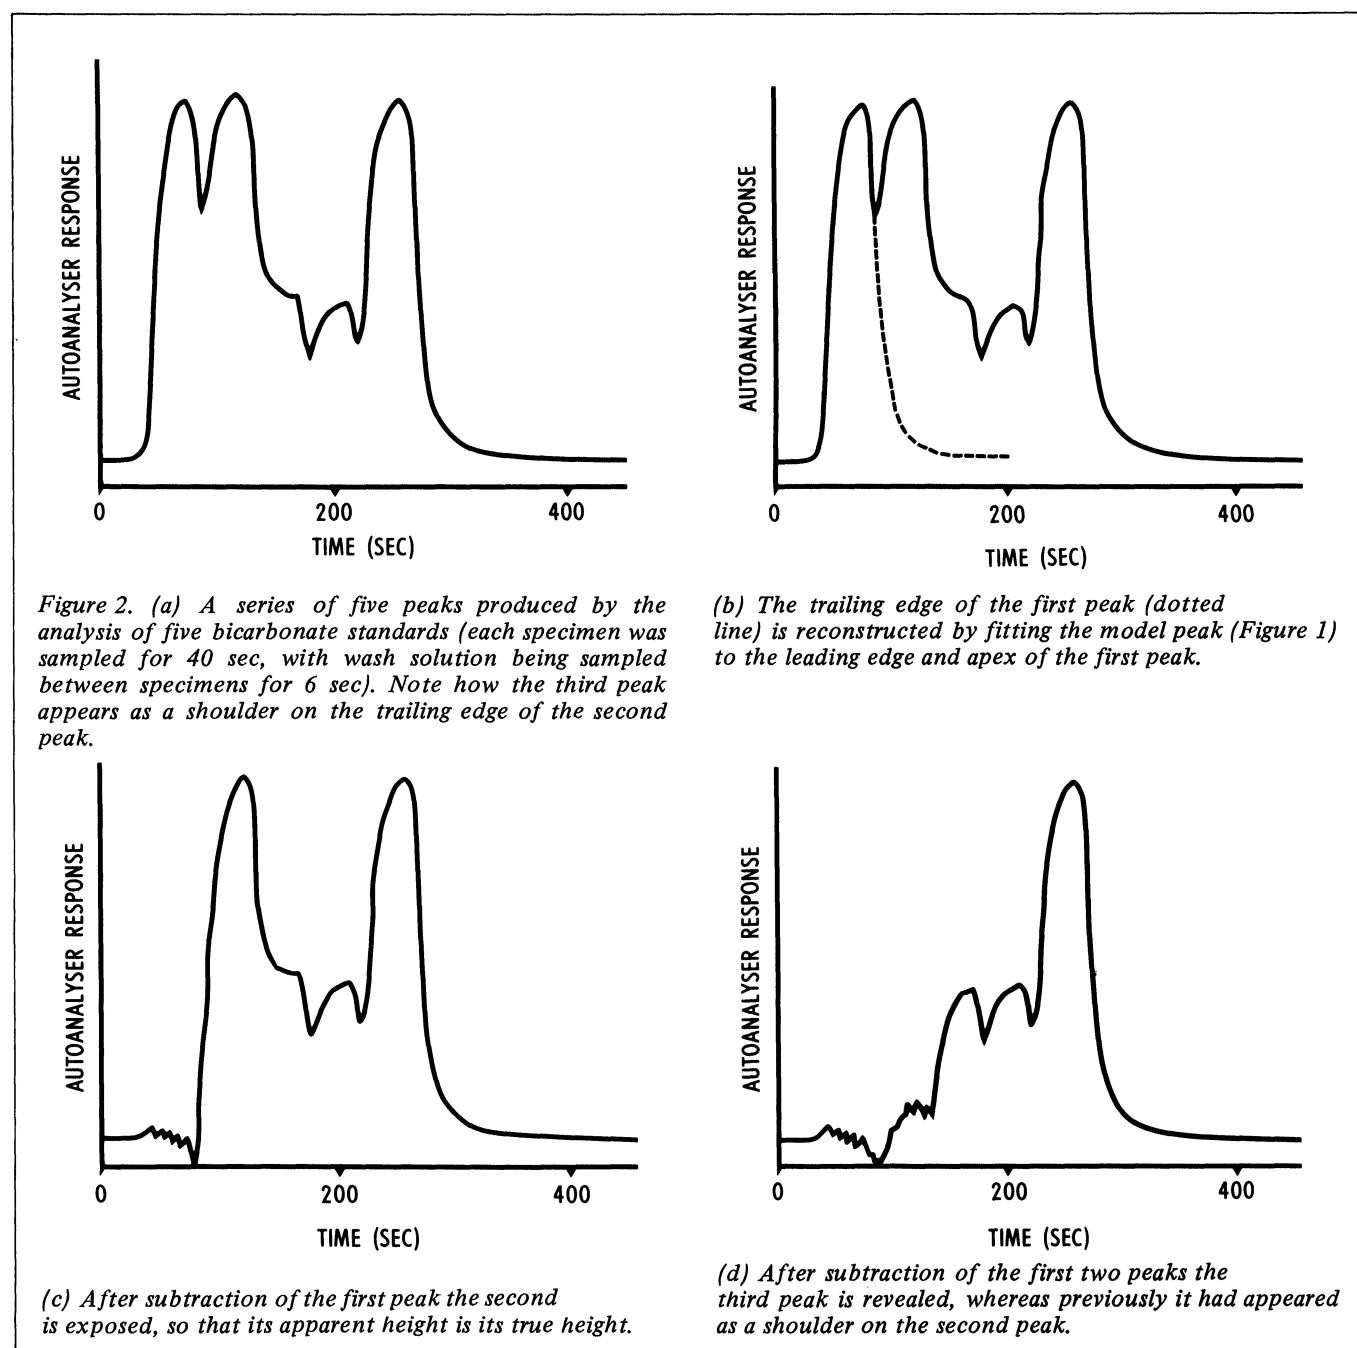 AUTOANALYSER RESPONSE
0
200
400
TIME (SEC)
Figure 2. (a) A series of five peaks produced by the
analysis of five bicarbonate standards (each specimen was
sampled for 40 sec, with wash solution being sampled
between specimens for 6 sec). Note how the third peak
appears as a shoulder on the trailing edge of the second
peak.
AUTOANALYSER RESPONSE
0
200
400
TIME (SEC)
(b) The trailing edge of the first peak (dotted
line) is reconstructed by fitting the model peak (Figure 1)
to the leading edge and apex of the first peak.
AUTOANALYSER RESPONSE
0
200
400
TIME (SEC)
(c) After subtraction of the first peak the second
is exposed, so that its apparent height is its true height.
AUTOANALYSER RESPONSE
0
200
400
TIME (SEC)
(d) After subtraction of the first two peaks the
third peak is revealed, whereas previously it had appeared
as a shoulder on the second peak.